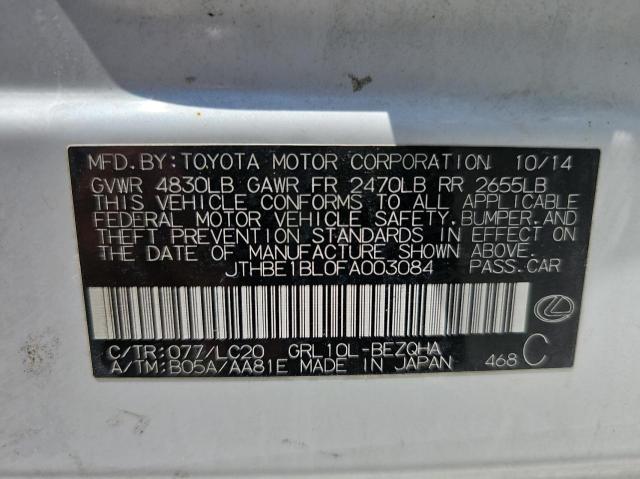 MFD. BY: TOYOTA MOTOR CORPORATION 10/14
GVWR 4830LB GAWR FR 2470LB RR 2655LB
THIS VEHICLE CONFORMS TO ALL APPLICABLE
FEDERAL MOTOR VEHICLE SAFETY, BUMPER, AND
THEFT PREVENTION STANDARDS IN EFFECT ON
THE DATE OF MANUFACTURE SHOWN ABOVE.
JTHBE1BL0FA003084 PASS. CAR
C/TR: 077/LC20 GRL10L-BEZQHA
A/TM: B05A/AA81E MADE IN JAPAN 468 C